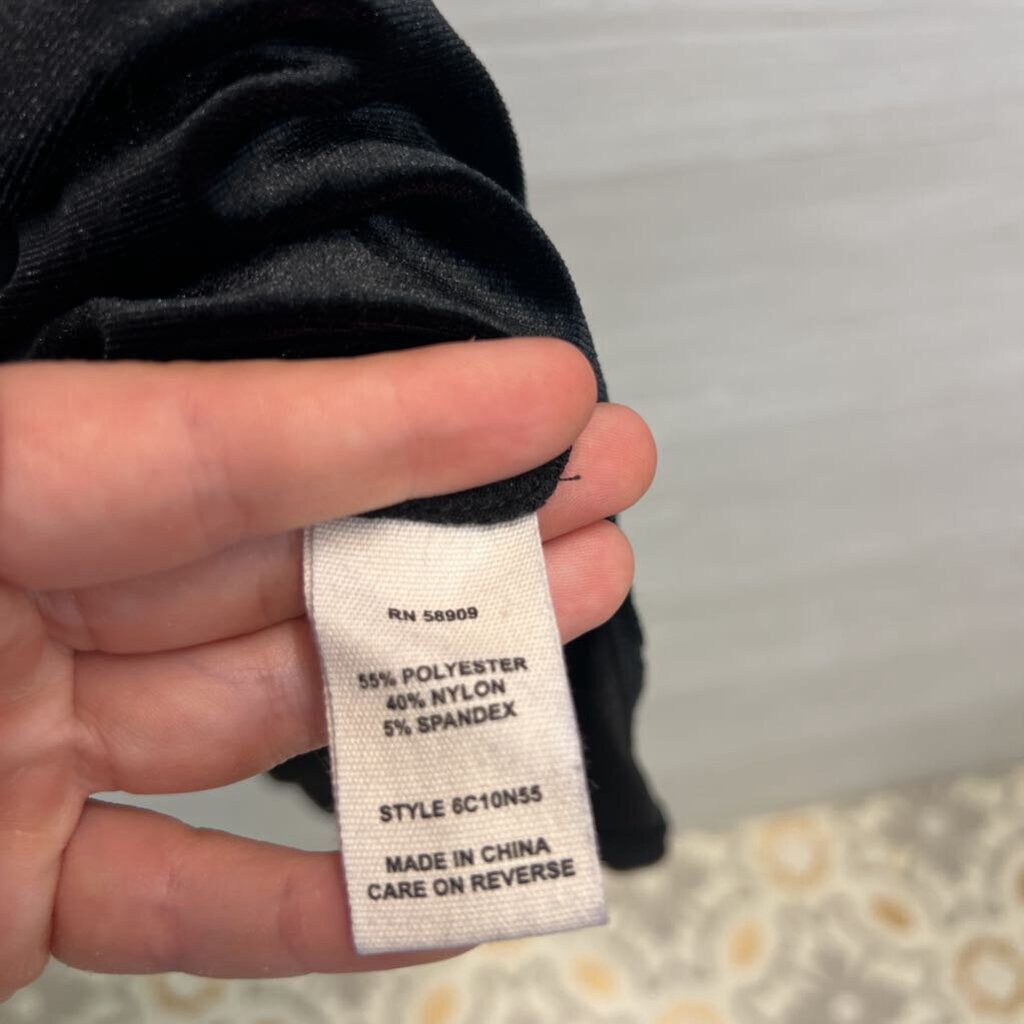 RN 58909
55% POLYESTER
40% NYLON
5% SPANDEX
STYLE 6C10N55
MADE IN CHINA
CARE ON REVERSE